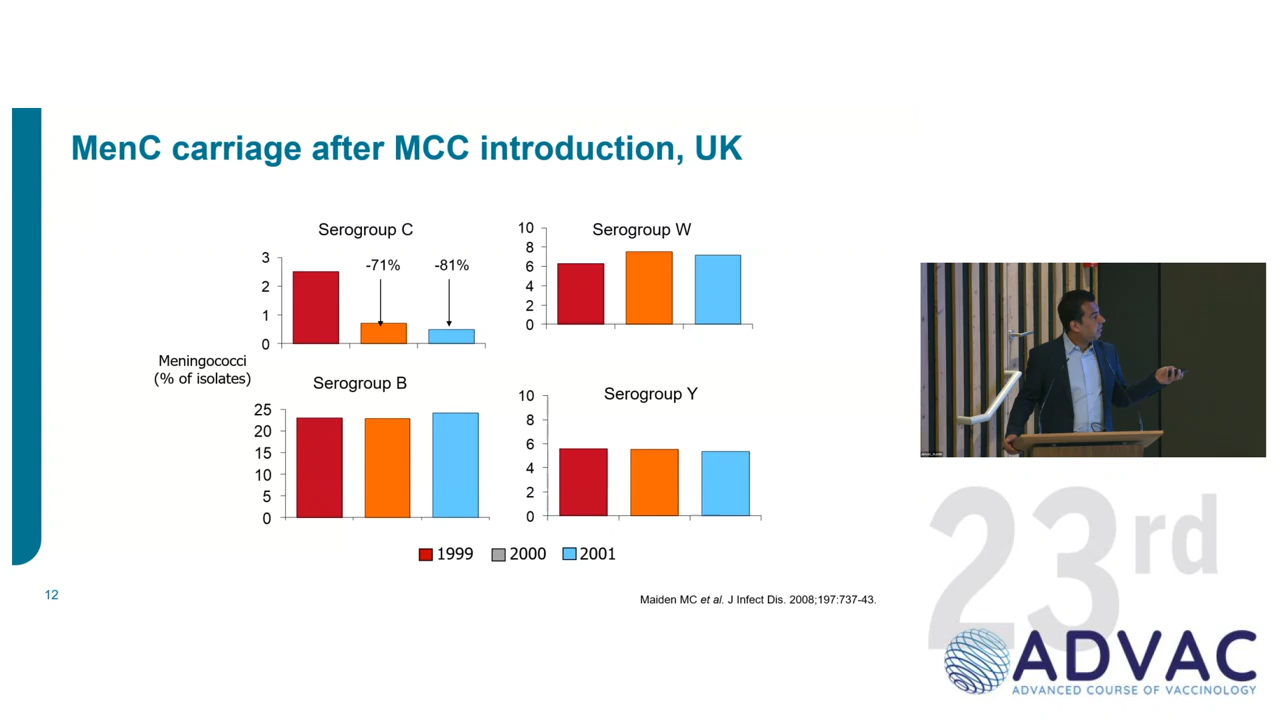 MenC carriage after MCC introduction, UK
Serogroup C
3
2
1
0
-71%
-81%
Serogroup W
10
8
6
4
2
0
Meningococci
(% of isolates)
Serogroup B
25
20
15
10
5
0
Serogroup Y
10
8
6
4
2
0
1999
2000
2001
12
Maiden MC et al. J Infect Dis. 2008;197:737-43.
23rd
ADVAC
ADVANCED COURSE OF VACCINOLOGY